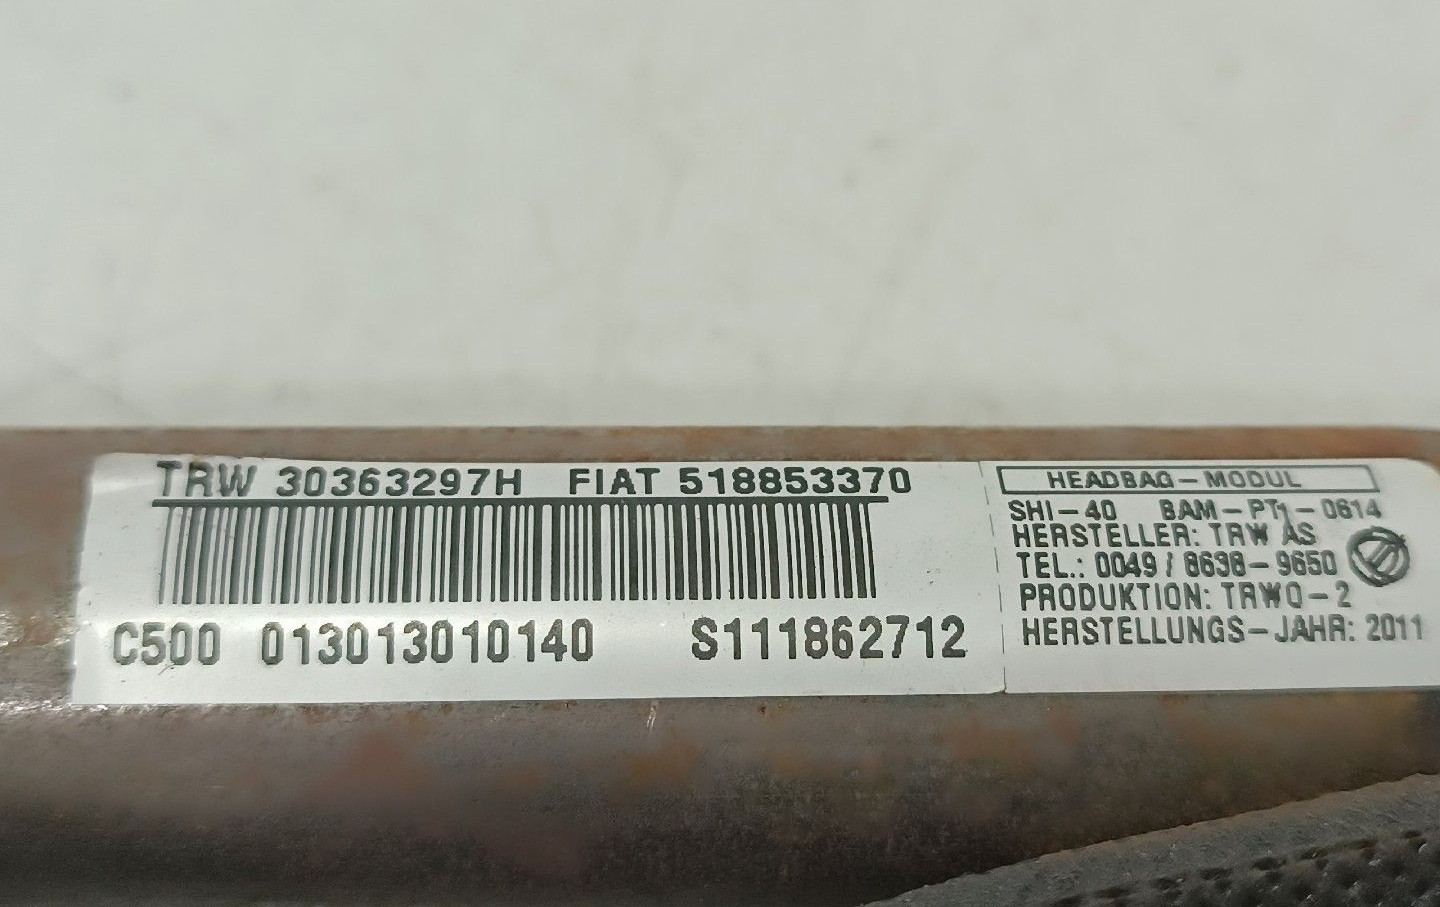 TRW 30363297H FIAT 518853370
C500 013013010140 S111862712
HEADBAG-MODUL
SHI-40 BAM-PT1-0614
HERSTELLER: TRW AS
TEL.: 0049/8638-9650
PRODUKTION: TRWO-2
HERSTELLUNGS-JAHR: 2011